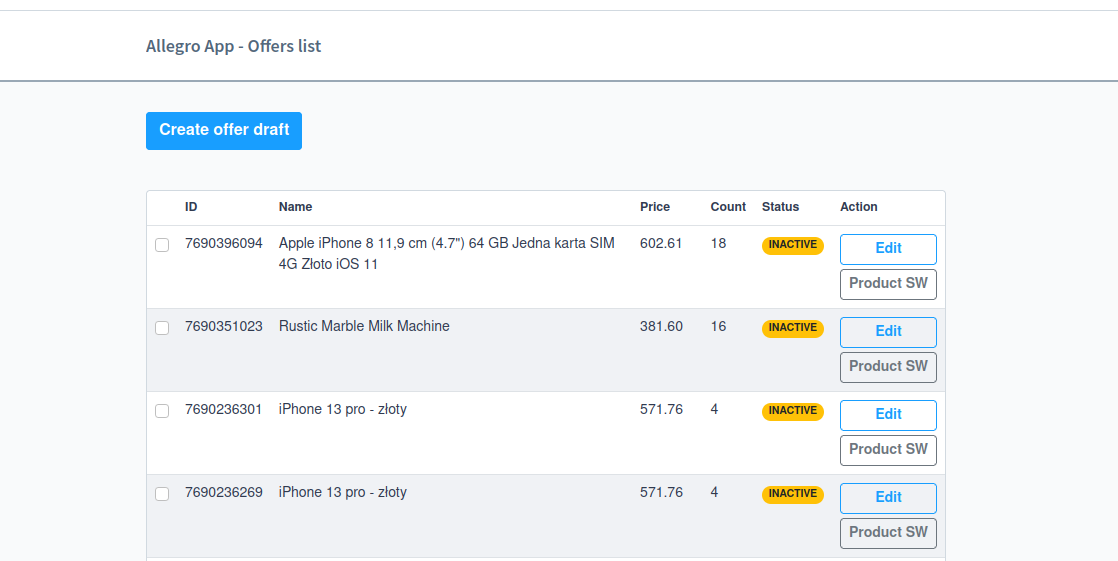 Allegro App - Offers list
Create offer draft
ID Name Price Count Status Action
7690396094 Apple iPhone 8 11,9 cm (4.7") 64 GB Jedna karta SIM 602.61 18 INACTIVE Edit
4G Złoto iOS 11
Product SW
7690351023 Rustic Marble Milk Machine 381.60 16 INACTIVE Edit
Product SW
7690236301 iPhone 13 pro - złoty 571.76 4 INACTIVE Edit
Product SW
7690236269 iPhone 13 pro - złoty 571.76 4 INACTIVE Edit
Product SW